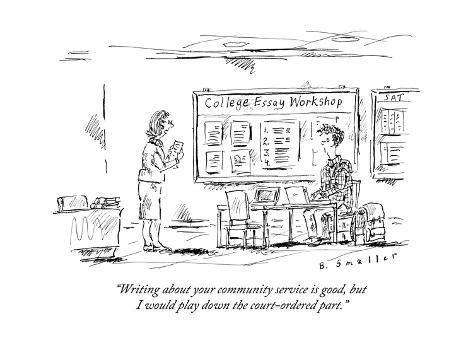 College Essay Workshop
SAT
1.
2.
3.
4.
B. Smaller
"Writing about your community service is good, but
I would play down the court-ordered part."